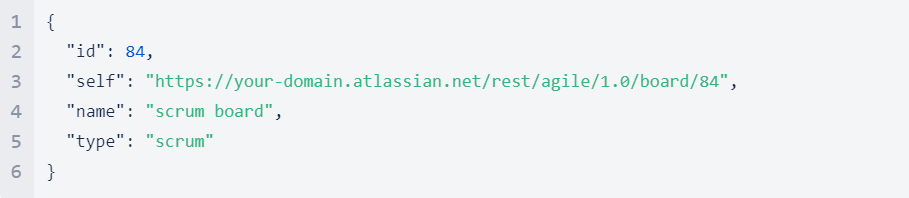 1 {
2 "id": 84,
3 "self": "https://your-domain.atlassian.net/rest/agile/1.0/board/84",
4 "name": "scrum board",
5 "type": "scrum"
6 }